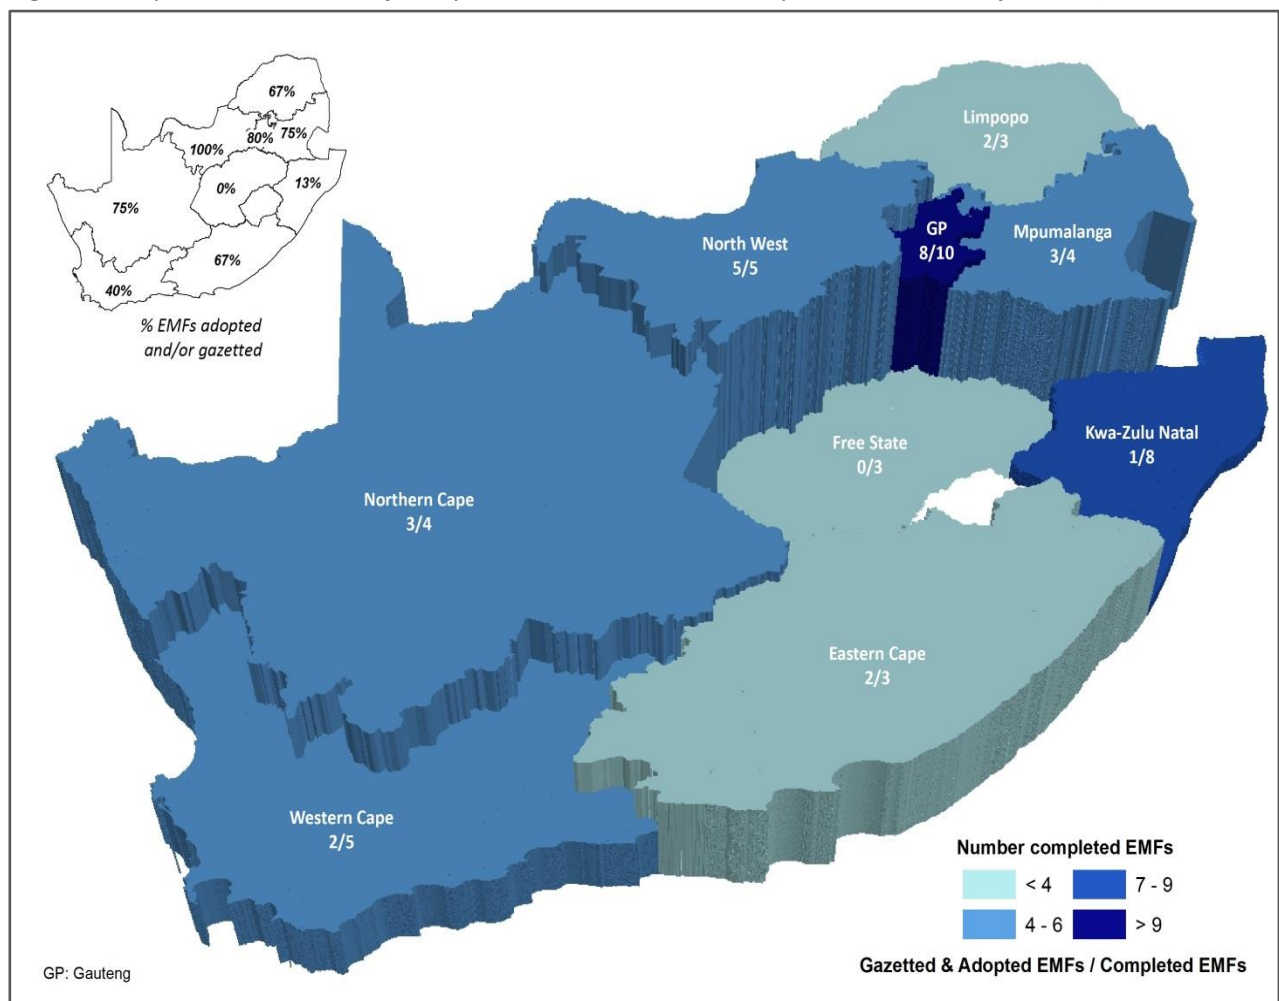 67%
80%
75%
100%
0%
13%
75%
67%
40%
% EMFs adopted
and/or gazetted
Limpopo
2/3
North West
5/5
GP
8/10
Mpumalanga
3/4
Free State
0/3
Kwa-Zulu Natal
1/8
Northern Cape
3/4
Eastern Cape
2/3
Western Cape
2/5
Number completed EMFs
< 4
7 - 9
4 - 6
> 9
Gazetted & Adopted EMFs / Completed EMFs
GP: Gauteng